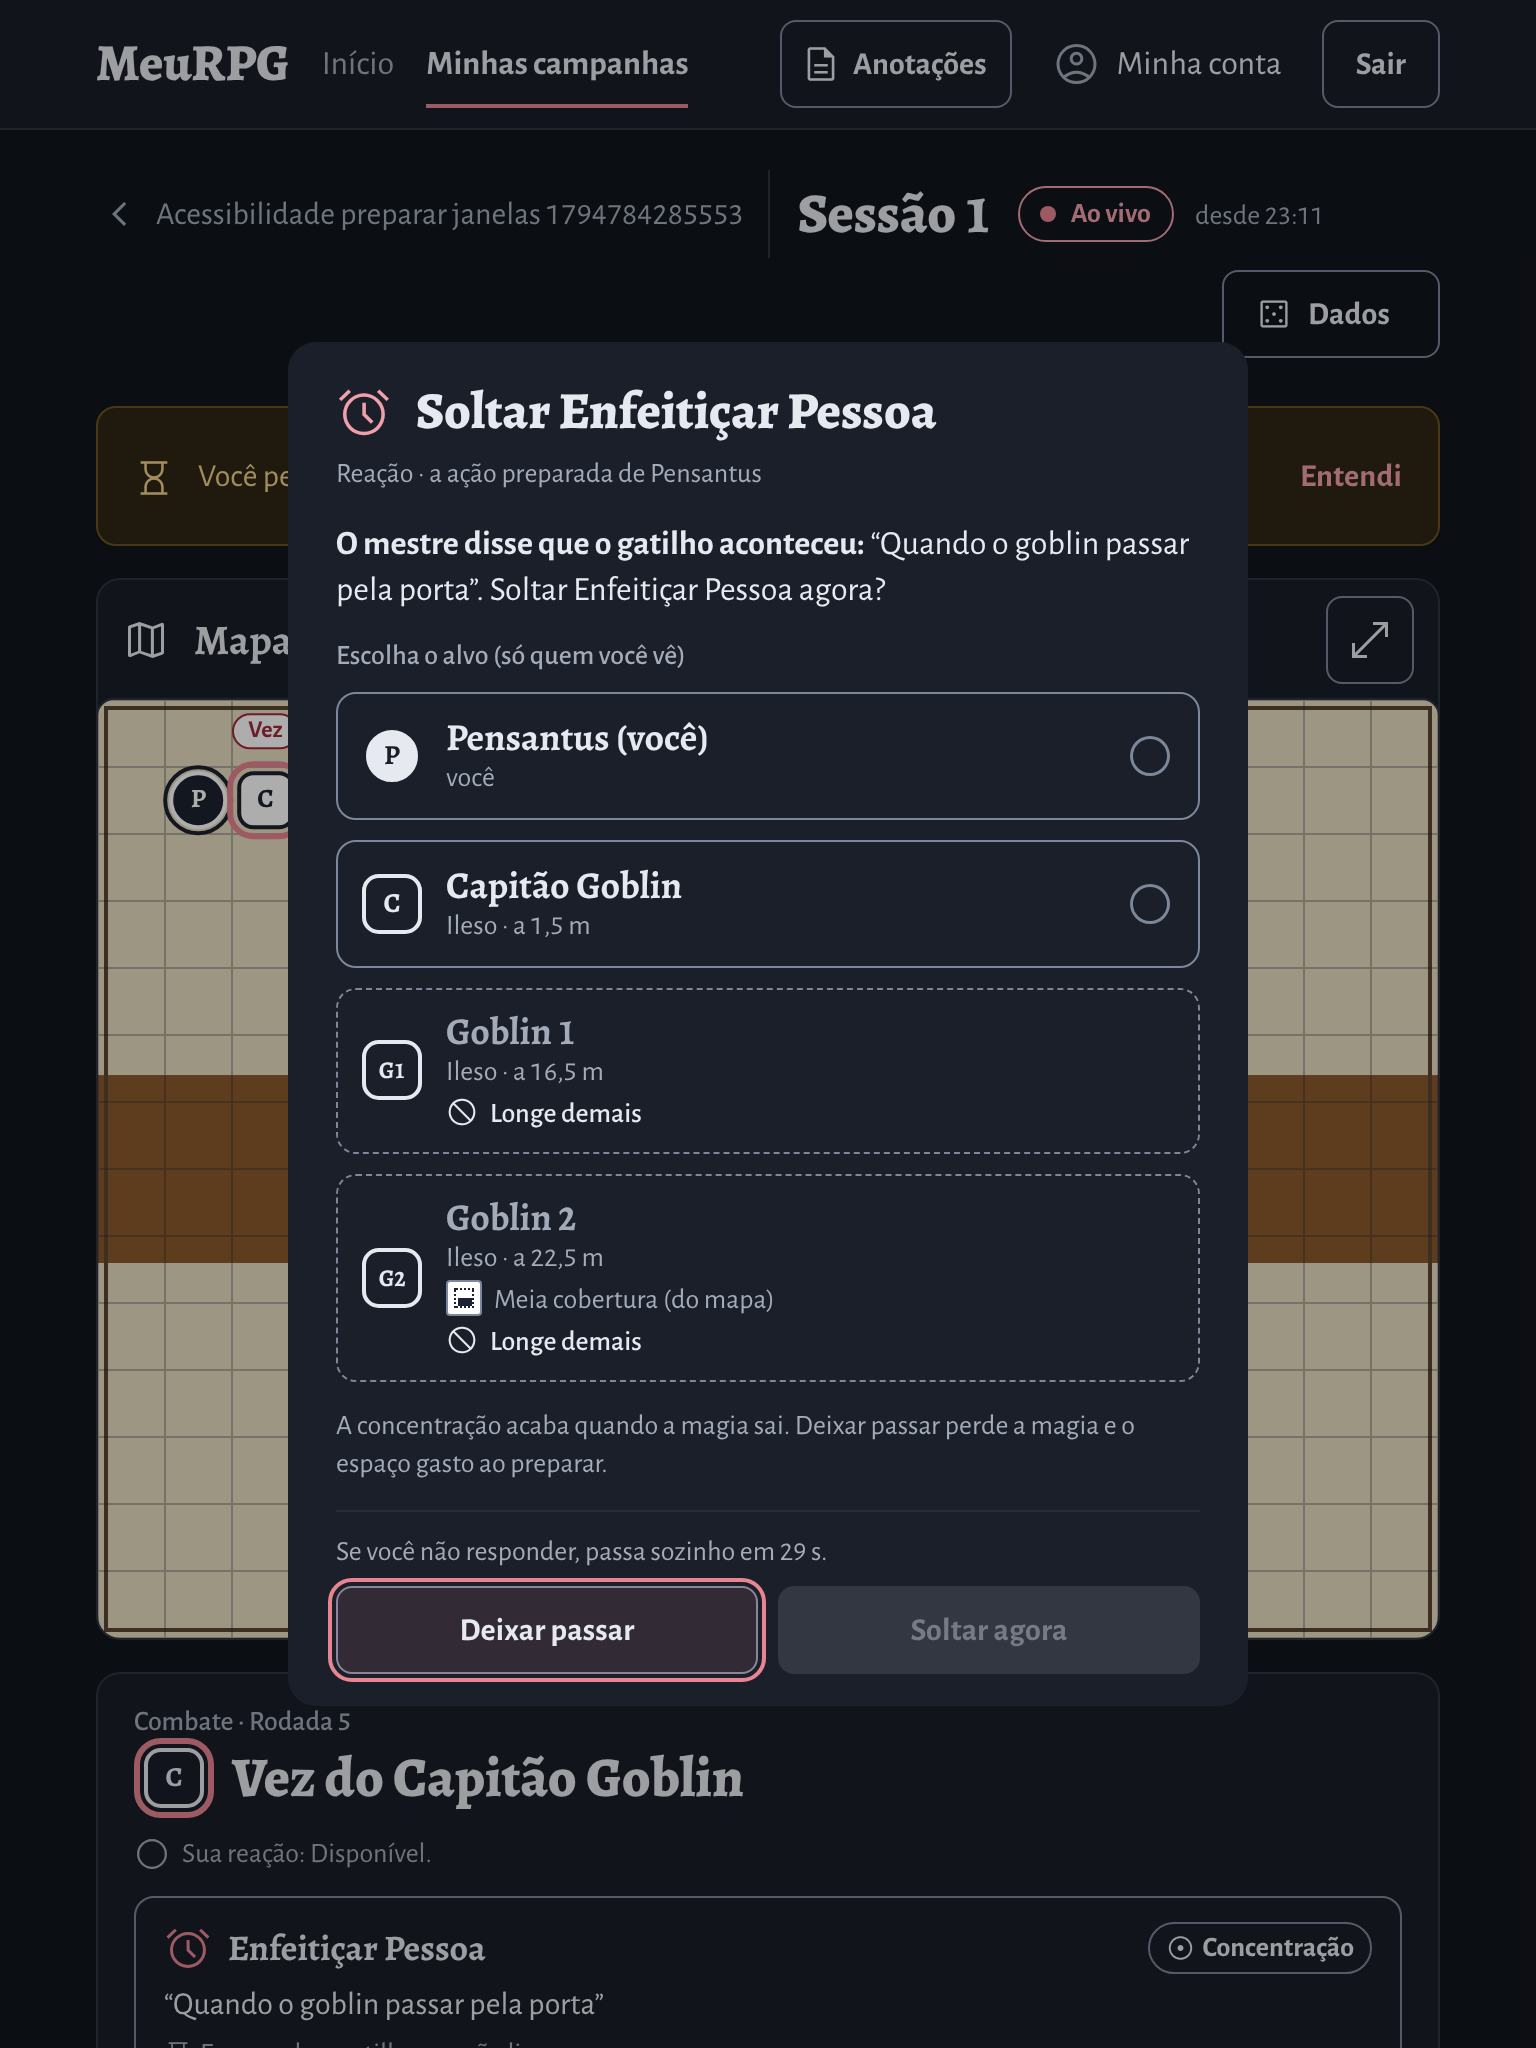 MeuRPG Início Minhas campanhas Anotações Minha conta Sair
Acessibilidade preparar janelas 1794784285553 Sessão 1 Ao vivo desde 23:11
Dados
Você pe
Entendi
Mapa
Vez
P C
Soltar Enfeitiçar Pessoa
Reação · a ação preparada de Pensantus
O mestre disse que o gatilho aconteceu: “Quando o goblin passar
pela porta”. Soltar Enfeitiçar Pessoa agora?
Escolha o alvo (só quem você vê)
P Pensantus (você)
você
C Capitão Goblin
Ileso · a 1,5 m
Goblin 1
G1 Ileso · a 16,5 m
Longe demais
Goblin 2
Ileso · a 22,5 m
G2 Meia cobertura (do mapa)
Longe demais
A concentração acaba quando a magia sai. Deixar passar perde a magia e o
espaço gasto ao preparar.
Se você não responder, passa sozinho em 29 s.
Deixar passar Soltar agora
Combate · Rodada 5
C Vez do Capitão Goblin
Sua reação: Disponível.
Enfeitiçar Pessoa Concentração
“Quando o goblin passar pela porta”